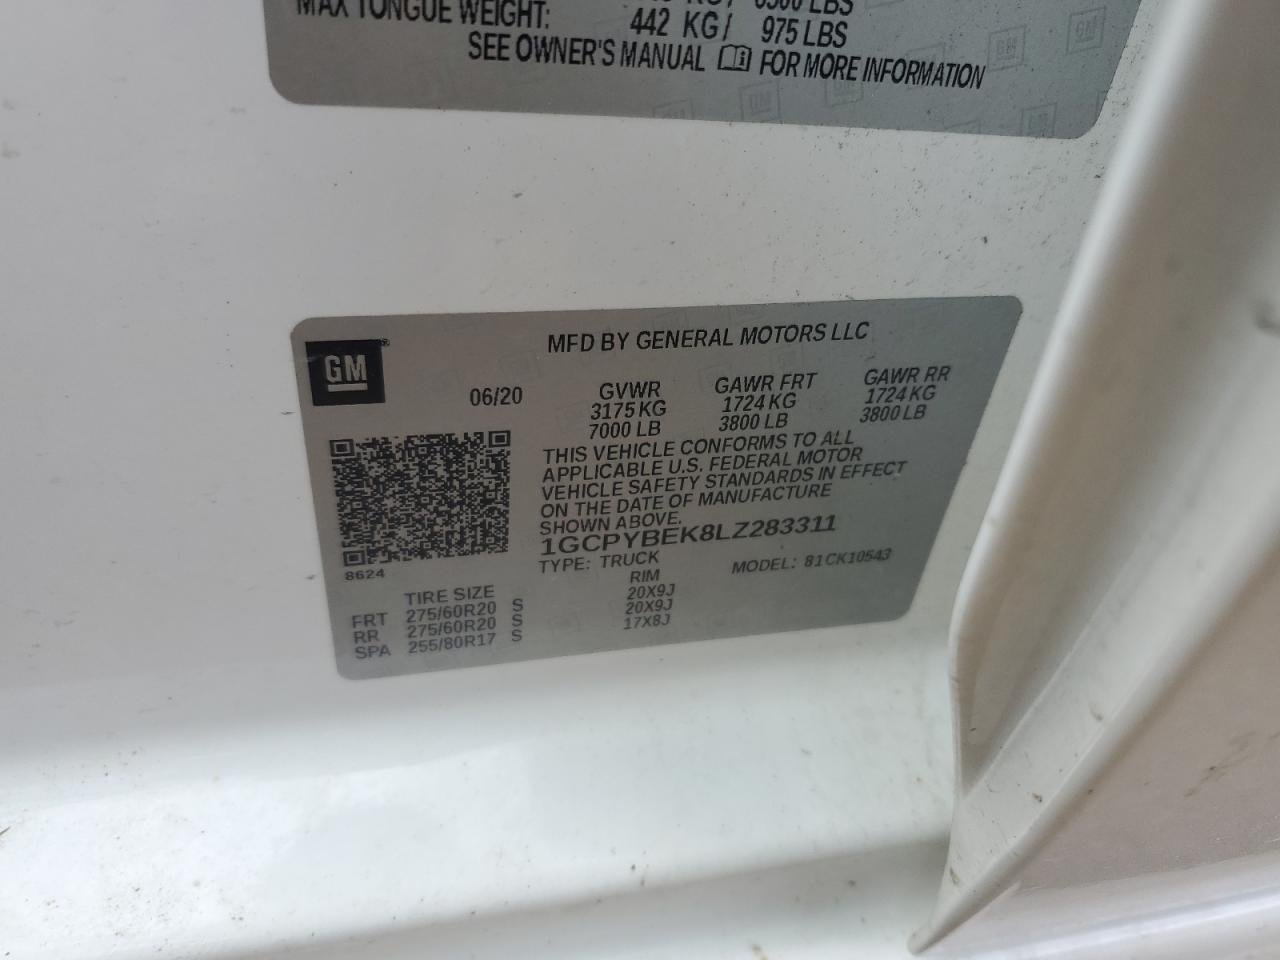 MAX TONGUE WEIGHT: 442 KG / 975 LBS
SEE OWNER'S MANUAL FOR MORE INFORMATION
GM
MFD BY GENERAL MOTORS LLC
06/20 GVWR GAWR FRT GAWR RR
3175 KG 1724 KG 1724 KG
7000 LB 3800 LB 3800 LB
THIS VEHICLE CONFORMS TO ALL
APPLICABLE U.S. FEDERAL MOTOR
VEHICLE SAFETY STANDARDS IN EFFECT
ON THE DATE OF MANUFACTURE
SHOWN ABOVE.
1GCPYBEK8LZ283311
TYPE: TRUCK MODEL: 81CK10543
8624
TIRE SIZE RIM
FRT 275/60R20 S 20X9J
RR 275/60R20 S 20X9J
SPA 255/80R17 S 17X8J